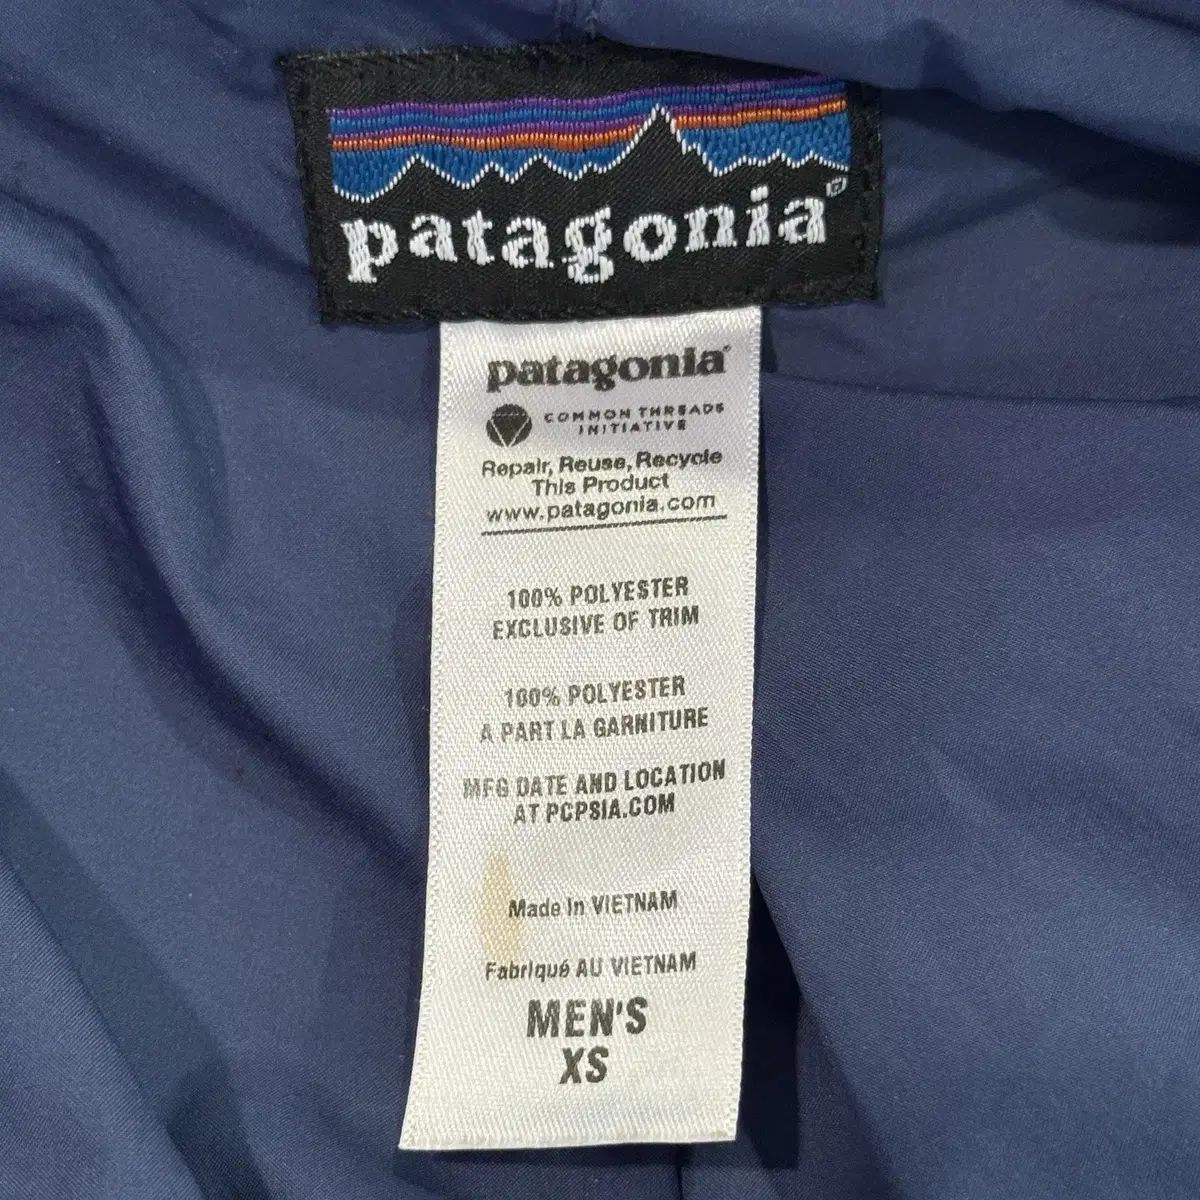 patagonia®
patagonia®
COMMON THREADS
INITIATIVE
Repair, Reuse, Recycle
This Product
www.patagonia.com
100% POLYESTER
EXCLUSIVE OF TRIM
100% POLYESTER
A PART LA GARNITURE
MFG DATE AND LOCATION
AT PCPSIA.COM
Made In VIETNAM
Fabriqué AU VIETNAM
MEN'S
XS